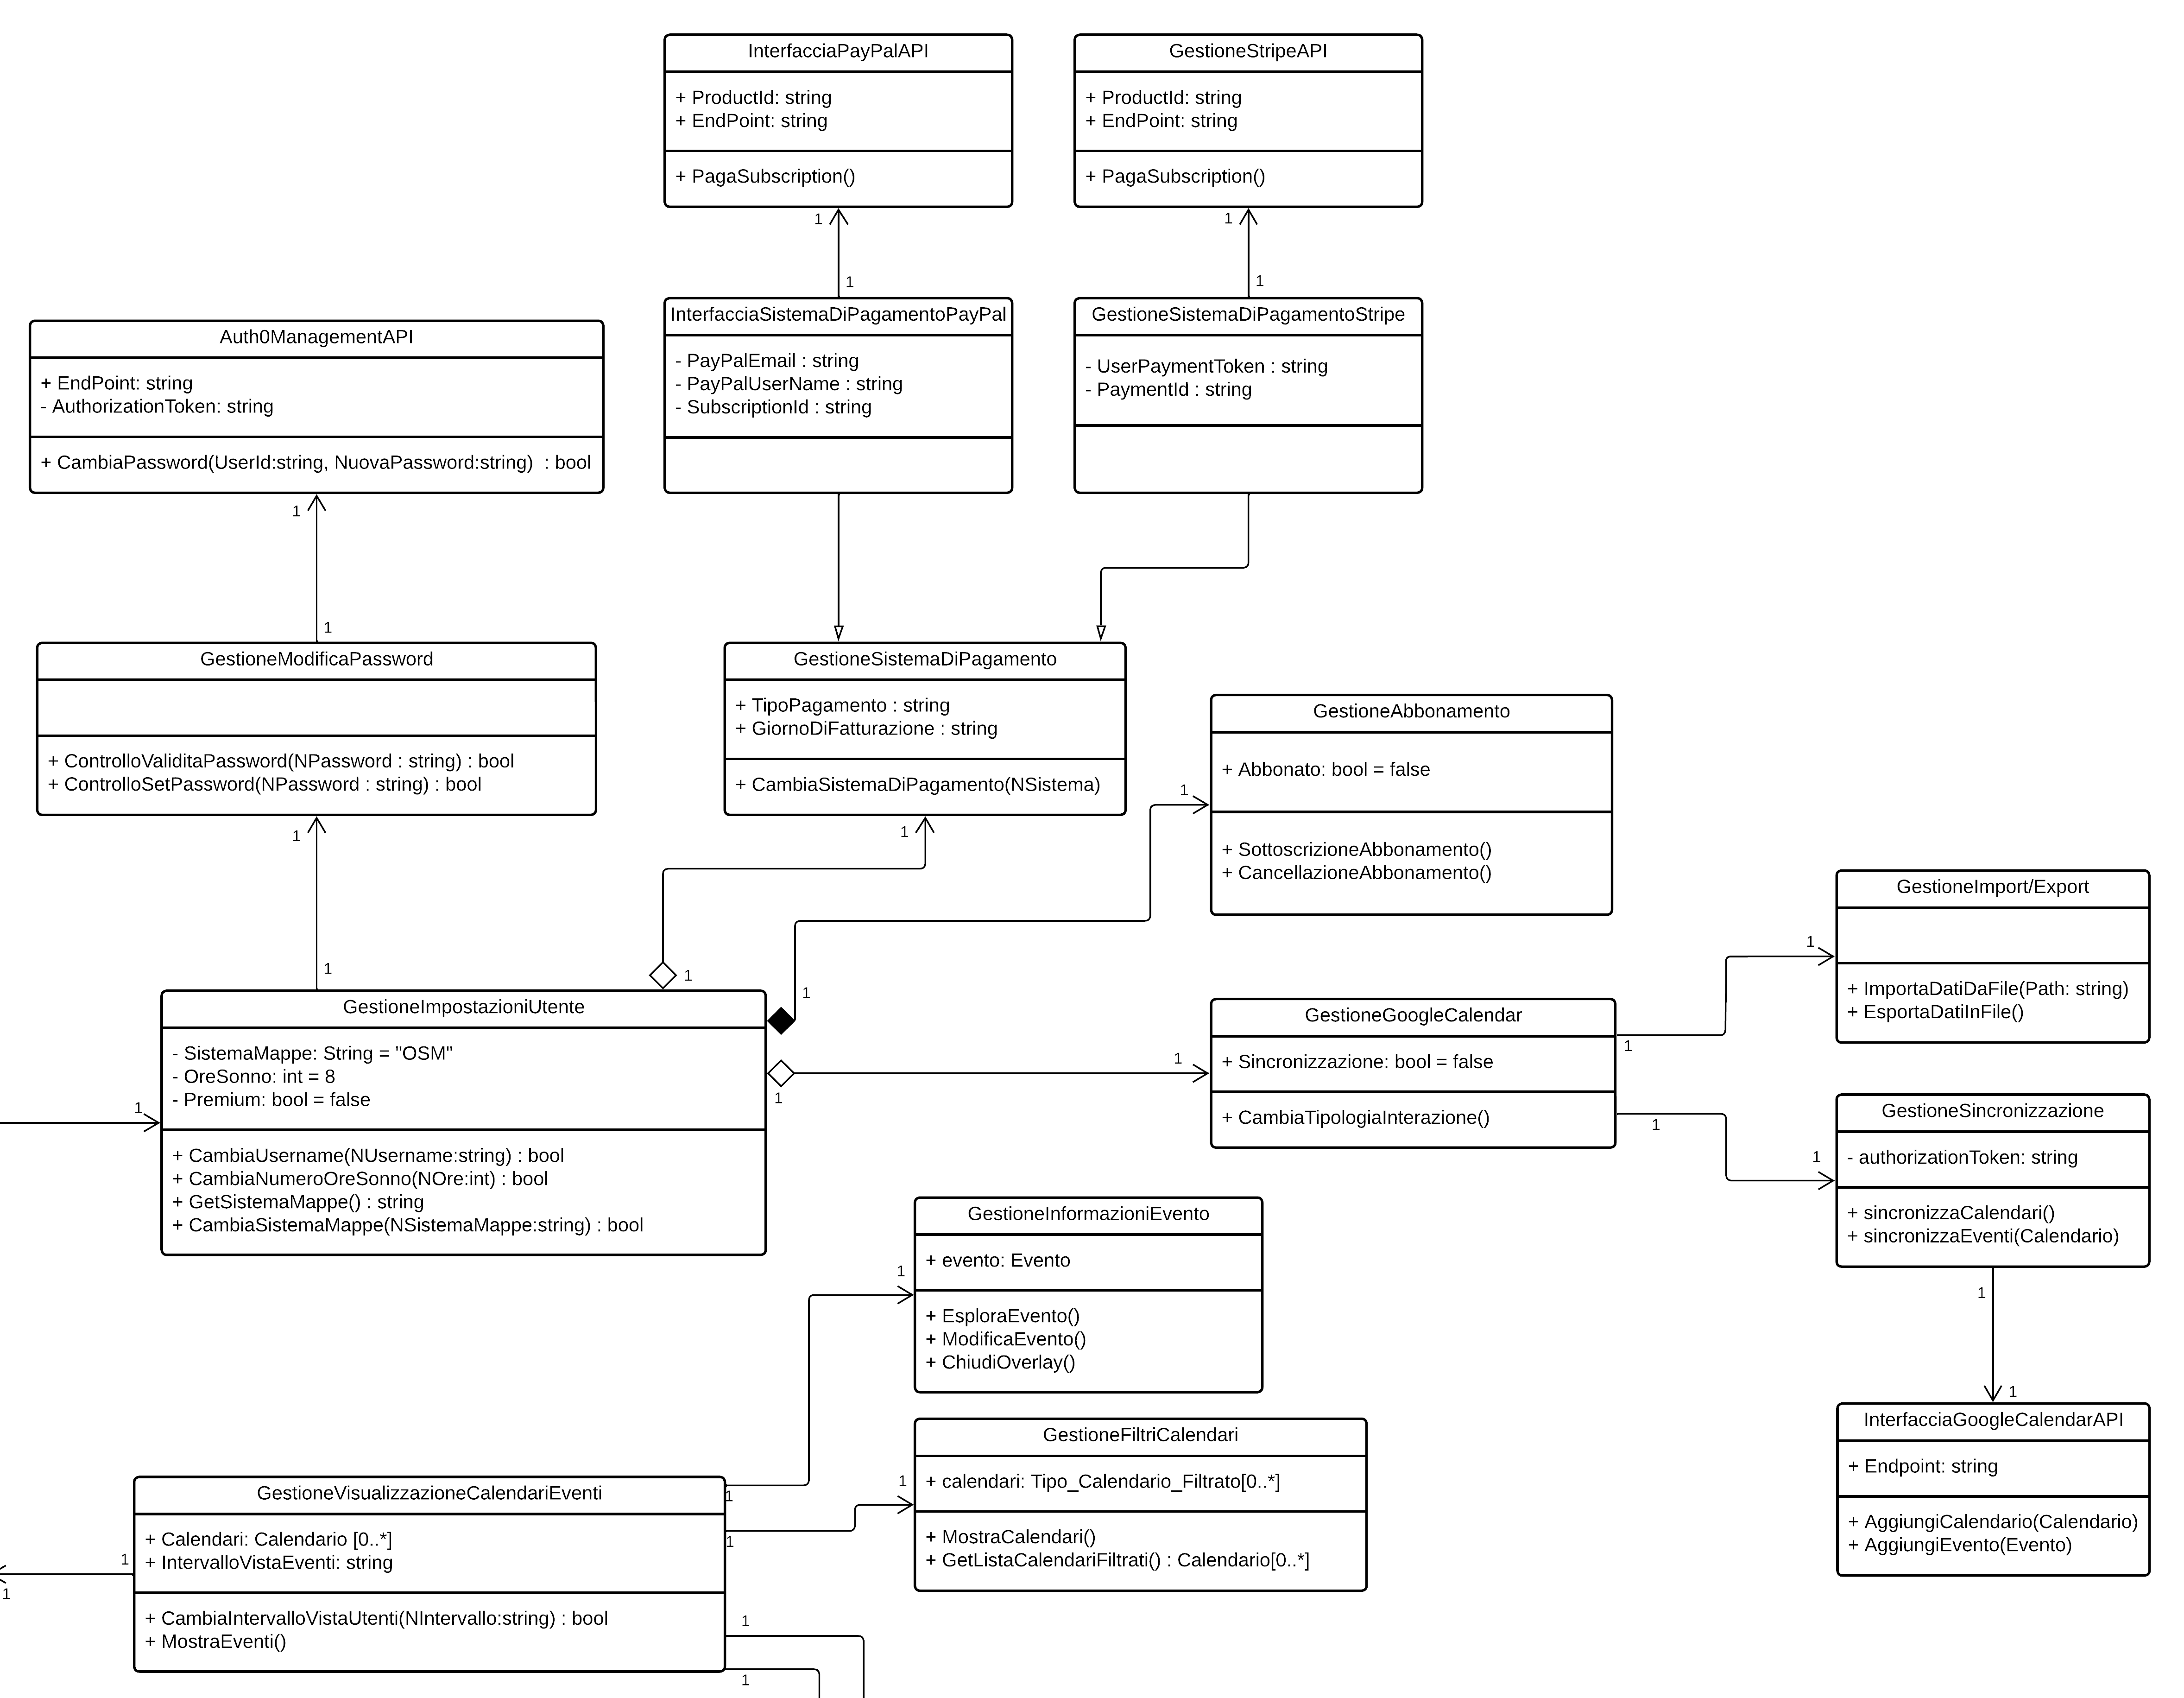 InterfacciaPayPalAPI
+ ProductId: string
+ EndPoint: string
+ PagaSubscription()
GestioneStripeAPI
+ ProductId: string
+ EndPoint: string
+ PagaSubscription()
1
1
1
1
Auth0ManagementAPI
+ EndPoint: string
- AuthorizationToken: string
+ CambiaPassword(UserId:string, NuovaPassword:string)  : bool
InterfacciaSistemaDiPagamentoPayPal
- PayPalEmail : string
- PayPalUserName : string
- SubscriptionId : string
GestioneSistemaDiPagamentoStripe
- UserPaymentToken : string
- PaymentId : string
1
1
GestioneModificaPassword
+ ControlloValiditaPassword(NPassword : string) : bool
+ ControlloSetPassword(NPassword : string) : bool
GestioneSistemaDiPagamento
+ TipoPagamento : string
+ GiornoDiFatturazione : string
+ CambiaSistemaDiPagamento(NSistema)
GestioneAbbonamento
+ Abbonato: bool = false
+ SottoscrizioneAbbonamento()
+ CancellazioneAbbonamento()
1
1
1
1
1
1
GestioneImport/Export
+ ImportaDatiDaFile(Path: string)
+ EsportaDatiInFile()
GestioneImpostazioniUtente
- SistemaMappe: String = "OSM"
- OreSonno: int = 8
- Premium: bool = false
+ CambiaUsername(NUsername:string) : bool
+ CambiaNumeroOreSonno(NOre:int) : bool
+ GetSistemaMappe() : string
+ CambiaSistemaMappe(NSistemaMappe:string) : bool
1
1
1
GestioneGoogleCalendar
+ Sincronizzazione: bool = false
+ CambiaTipologiaInterazione()
1
1
1
1
GestioneSincronizzazione
- authorizationToken: string
+ sincronizzaCalendari()
+ sincronizzaEventi(Calendario)
GestioneInformazioniEvento
+ evento: Evento
+ EsploraEvento()
+ ModificaEvento()
+ ChiudiOverlay()
1
1
1
InterfacciaGoogleCalendarAPI
+ Endpoint: string
+ AggiungiCalendario(Calendario)
+ AggiungiEvento(Evento)
GestioneFiltriCalendari
+ calendari: Tipo_Calendario_Filtrato[0..*]
+ MostraCalendari()
+ GetListaCalendariFiltrati() : Calendario[0..*]
GestioneVisualizzazioneCalendariEventi
+ Calendari: Calendario [0..*]
+ IntervalloVistaEventi: string
+ CambiaIntervalloVistaUtenti(NIntervallo:string) : bool
+ MostraEventi()
1
1
1
1
1
1
1